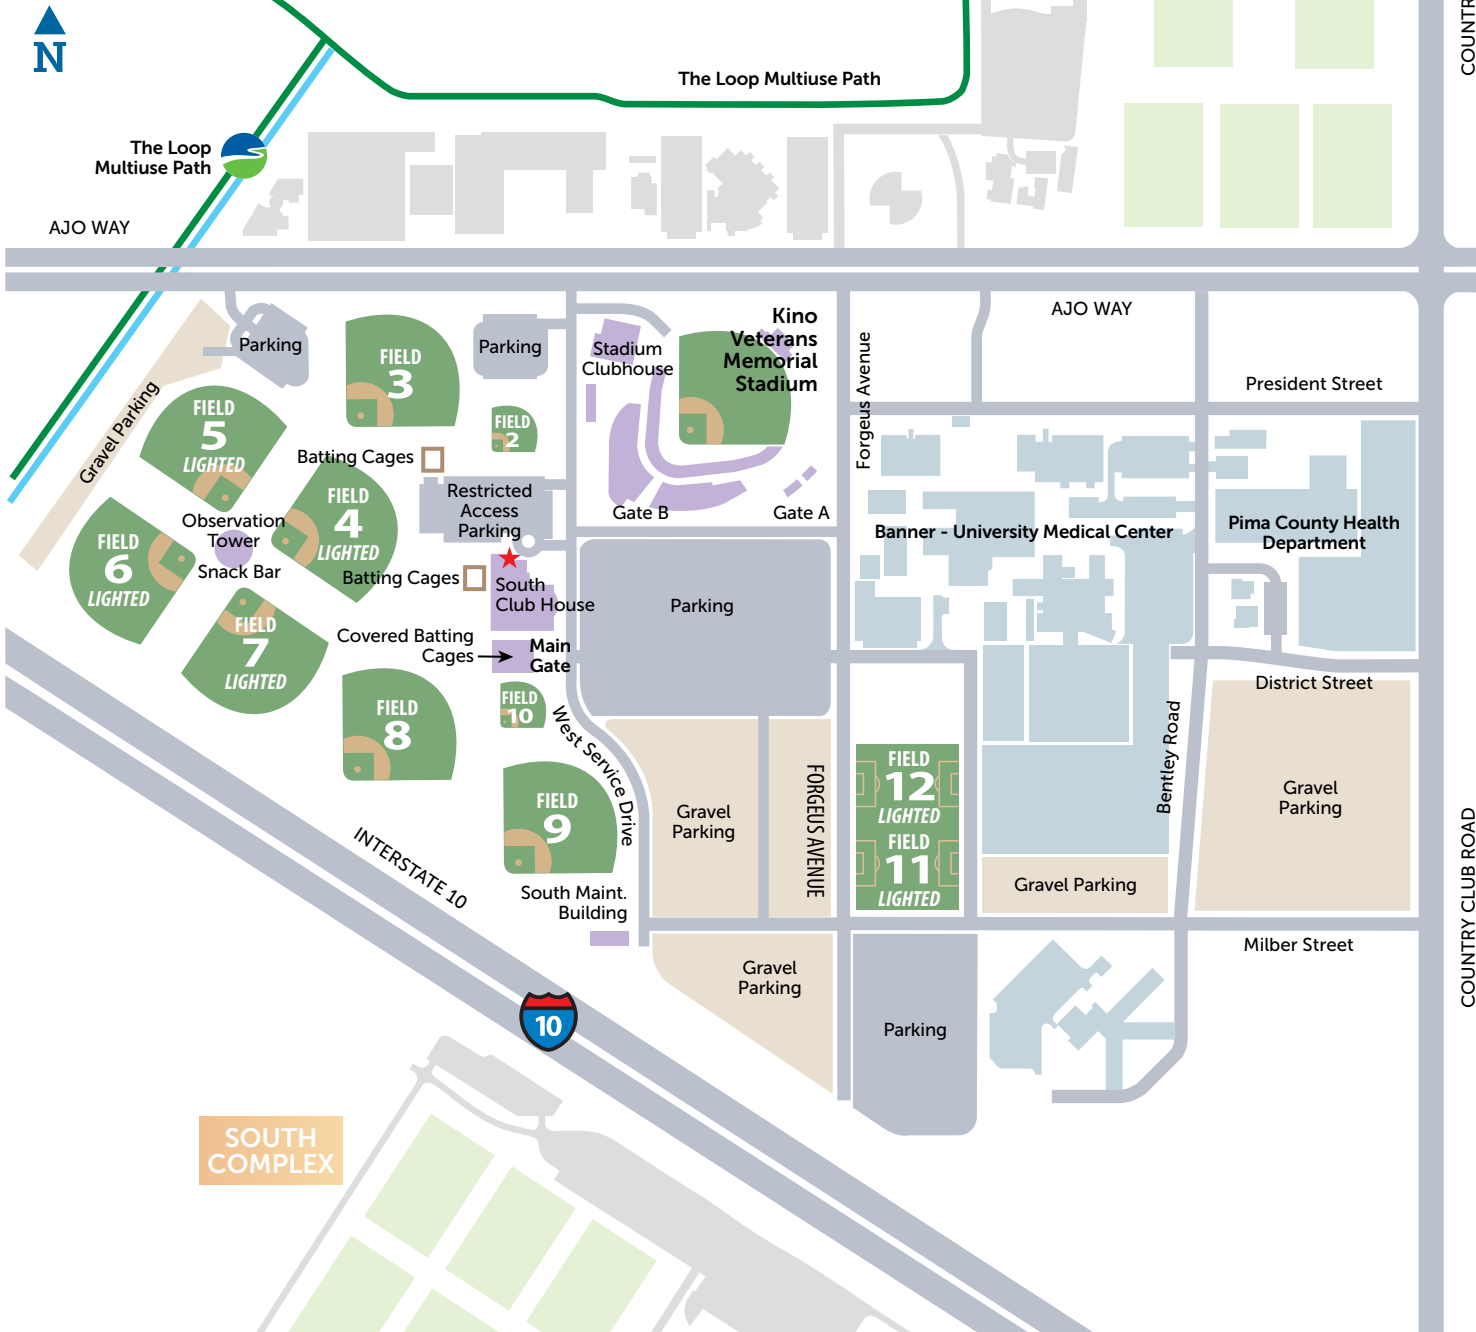 COUNTR
N
The Loop Multiuse Path
The Loop
Multiuse Path
AJO WAY
AJO WAY
Kino
Veterans
Memorial
Stadium
Parking
Parking
Stadium
Clubhouse
FIELD
3
Forgeus Avenue
President Street
Gravel Parking
FIELD
5
LIGHTED
FIELD
2
Batting Cages
Restricted
Access
Parking
FIELD
4
LIGHTED
Gate B
Gate A
Observation
Tower
Snack Bar
Banner - University Medical Center
Pima County Health
Department
FIELD
6
LIGHTED
Batting Cages
South
Club House
Parking
FIELD
7
LIGHTED
Covered Batting
Cages
Main
Gate
District Street
FIELD
8
FIELD
10
West Service Drive
Bentley Road
FIELD
9
Gravel
Parking
FORGEUS AVENUE
FIELD
12
LIGHTED
FIELD
11
LIGHTED
Gravel
Parking
Gravel Parking
COUNTRY CLUB ROAD
INTERSTATE 10
South Maint.
Building
Milber Street
Gravel
Parking
10
Parking
SOUTH
COMPLEX